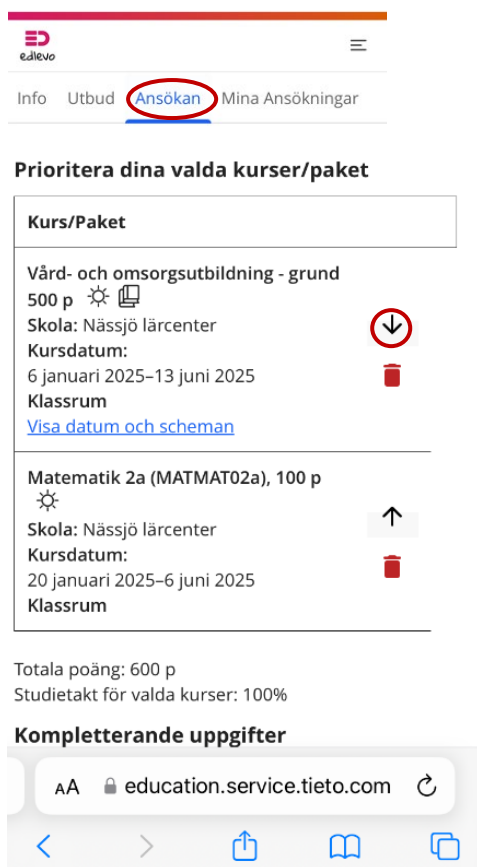 edlevo
Info Utbud Ansökan Mina Ansökningar
Prioritera dina valda kurser/paket
Kurs/Paket
Vård- och omsorgsutbildning - grund
500 p
Skola: Nässjö lärcenter
Kursdatum:
6 januari 2025–13 juni 2025
Klassrum
Visa datum och scheman
Matematik 2a (MATMAT02a), 100 p
Skola: Nässjö lärcenter
Kursdatum:
20 januari 2025–6 juni 2025
Klassrum
Totala poäng: 600 p
Studietakt för valda kurser: 100%
Kompletterande uppgifter
AA education.service.tieto.com